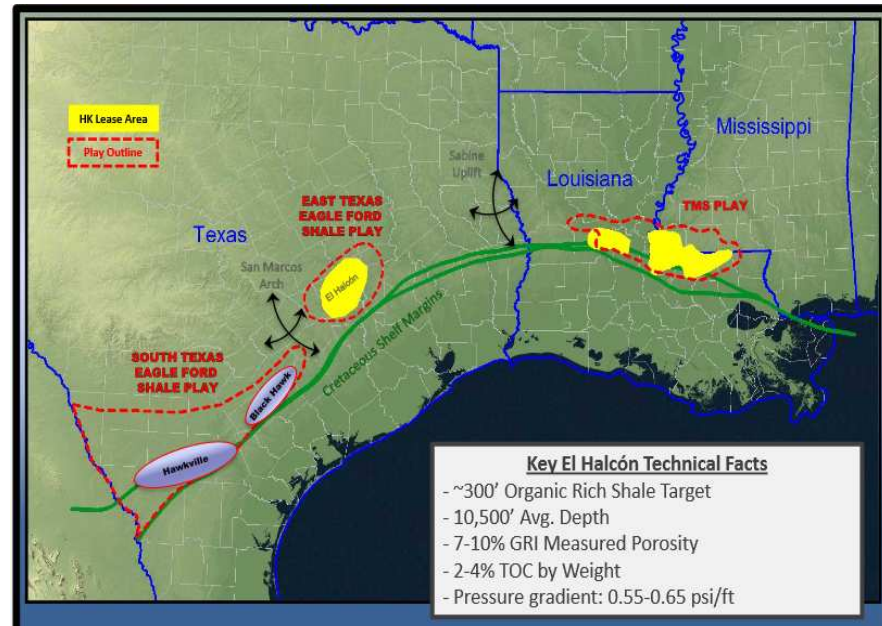 HK Lease Area
Play Outline
Mississippi
Sabine
Uplift
Louisiana
TMS PLAY
EAST TEXAS
EAGLE FORD
SHALE PLAY
Texas
San Marcos
Arch
El Halcón
Cretaceous Shelf Margins
SOUTH TEXAS
EAGLE FORD
SHALE PLAY
Black Hawk
Hawkville
Key El Halcón Technical Facts
- ~300’ Organic Rich Shale Target
- 10,500’ Avg. Depth
- 7-10% GRI Measured Porosity
- 2-4% TOC by Weight
- Pressure gradient: 0.55-0.65 psi/ft